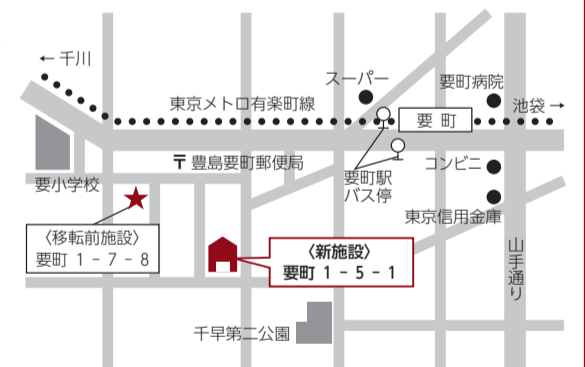 ← 千川
スーパー
要町病院
東京メトロ有楽町線
要 町
池袋 →
〒 豊島要町郵便局
要町駅
バス停
コンビニ
要小学校
東京信用金庫
〈移転前施設〉
要町 1 - 7 - 8
〈新施設〉
要町 1 - 5 - 1
山手通り
千早第二公園